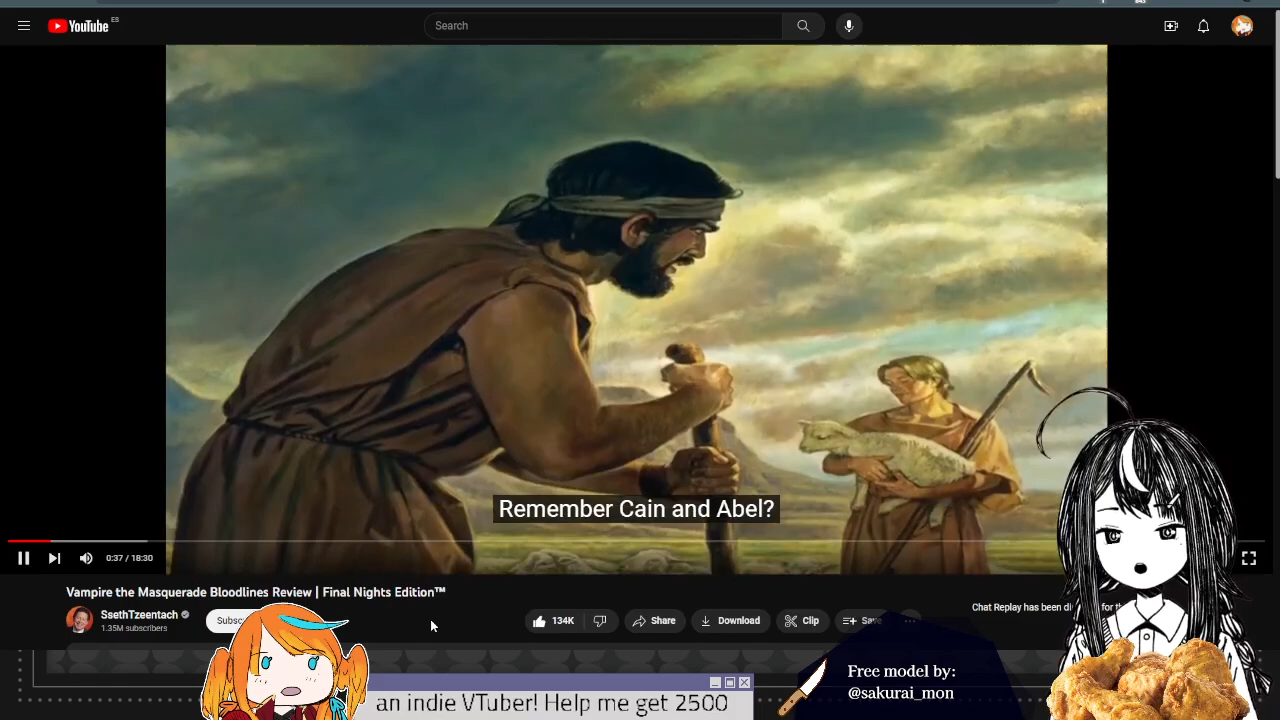 YouTube ES
Search
Remember Cain and Abel?
0:37 / 18:30
Vampire the Masquerade Bloodlines Review | Final Nights Edition™
SsethTzeentach
1.35M subscribers
134K
Share
Download
Clip
Save
Chat Replay has been
Free model by:
@sakurai_mon
an indie VTuber! Help me get 2500